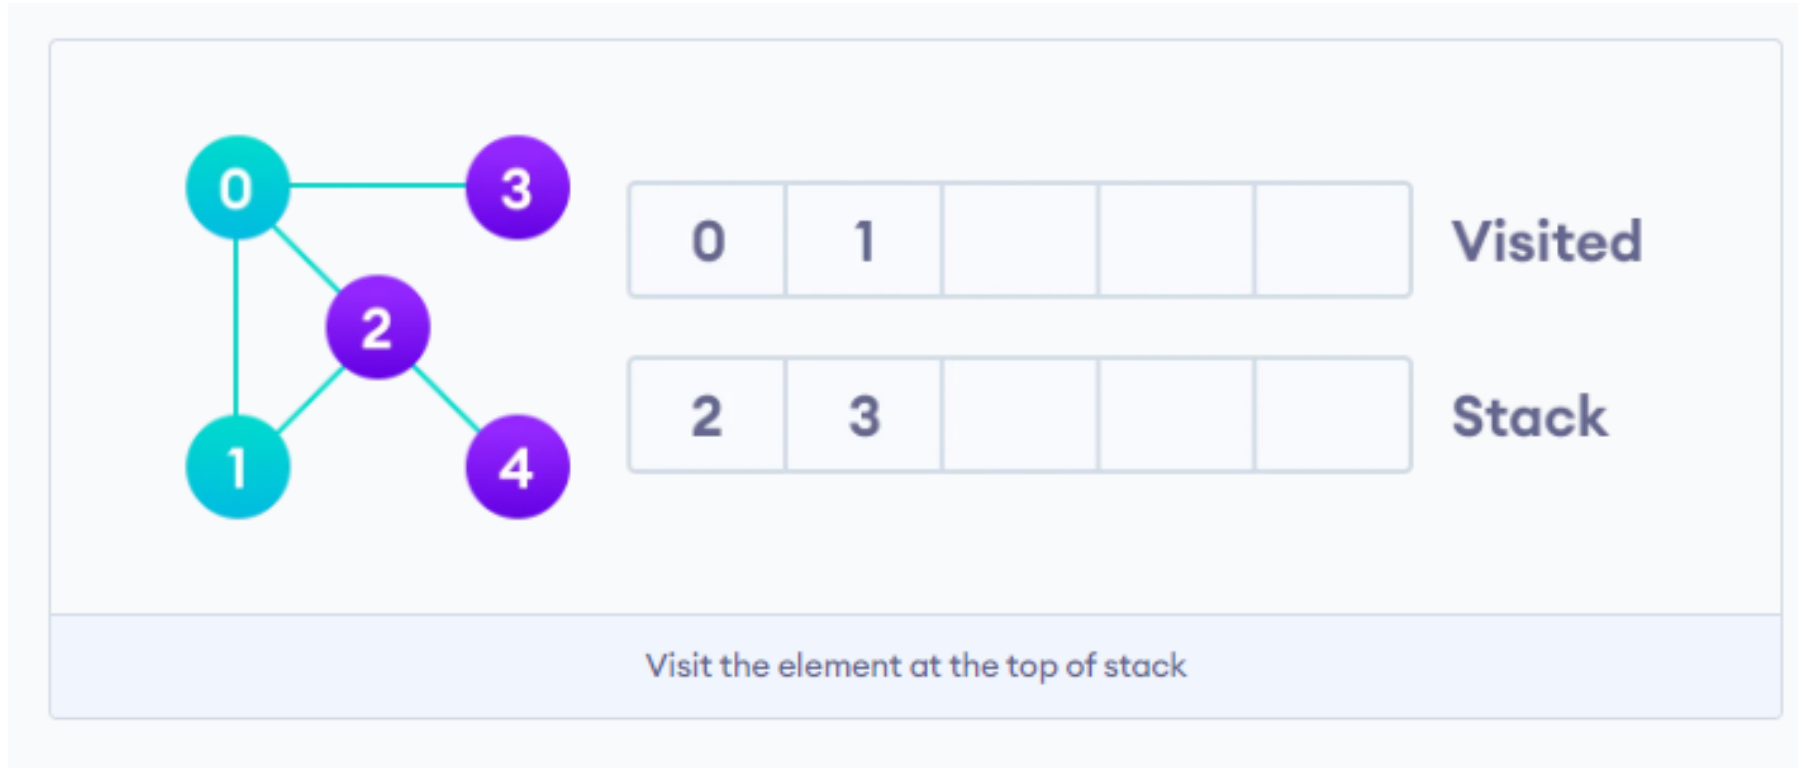 0 3
0 1 Visited
2
2 3 Stack
1 4
Visit the element at the top of stack